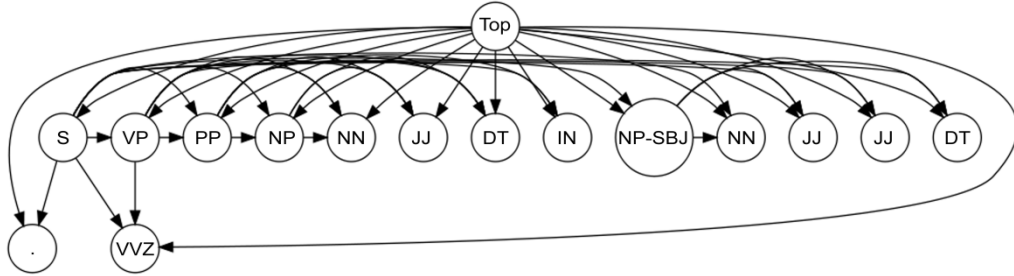 Top
S VP PP NP NN JJ DT IN NP-SBJ NN JJ JJ DT
. VVZ